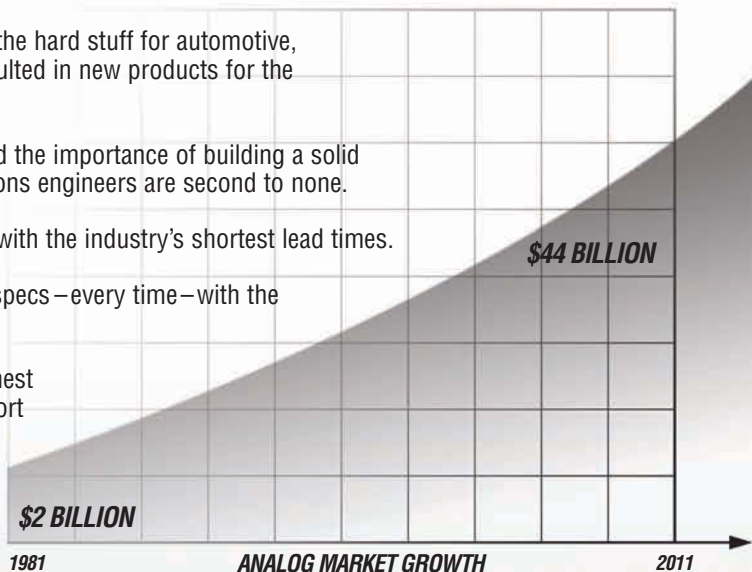 the hard stuff for automotive,
ulted in new products for the
d the importance of building a solid
ons engineers are second to none.
with the industry's shortest lead times.
specs – every time – with the
nest
ort
$44 BILLION
$2 BILLION
1981 ANALOG MARKET GROWTH 2011